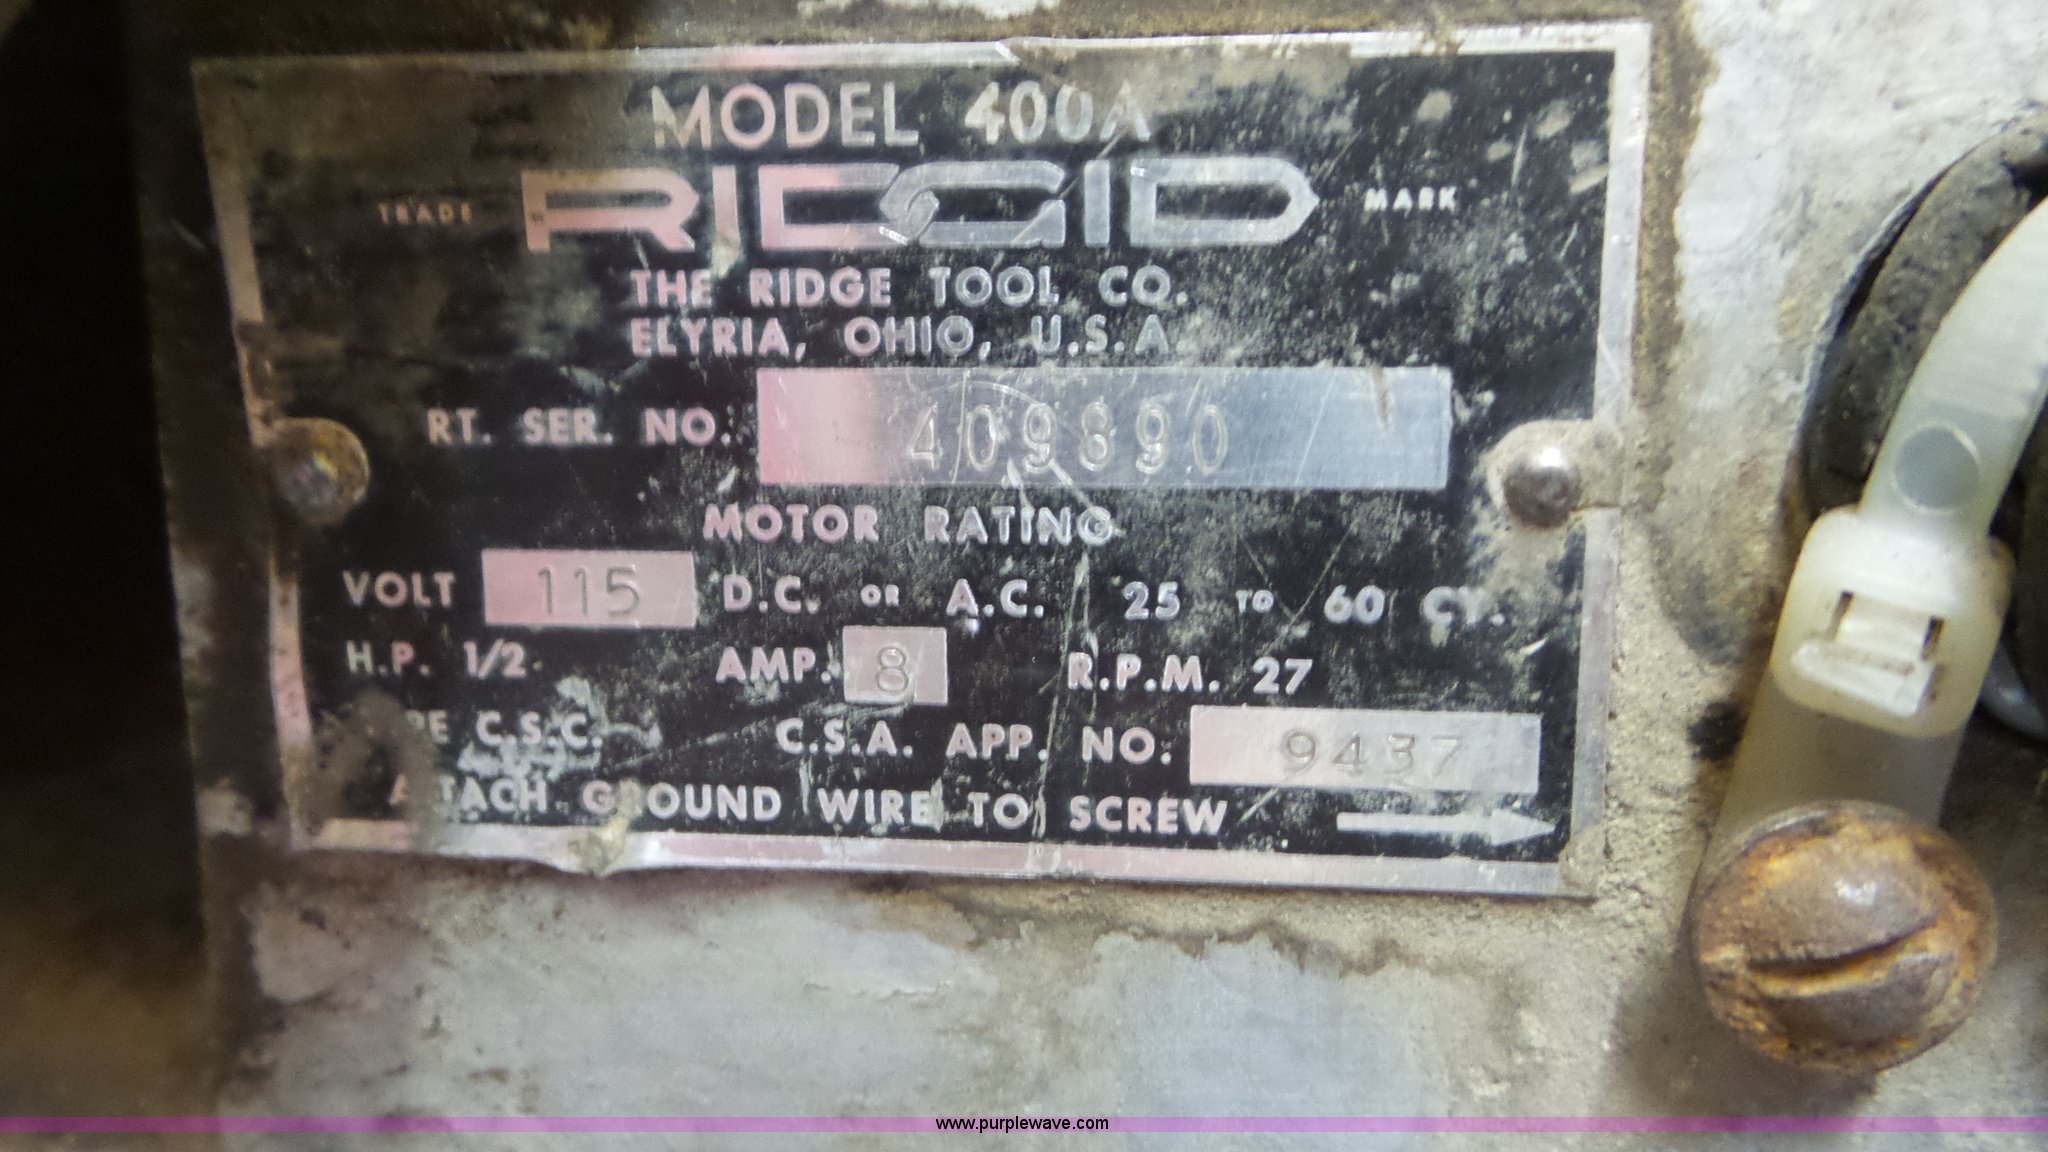 MODEL 400A
TRADE RIDGID MARK
THE RIDGE TOOL CO.
ELYRIA, OHIO, U.S.A.
RT. SER. NO. 409890
MOTOR RATING
VOLT 115 D.C. OR A.C. 25 TO 60 CY.
H.P. 1/2 AMP. 8 R.P.M. 27
C.S.C. C.S.A. APP. NO. 9437
ATTACH GROUND WIRE TO SCREW
www.purplewave.com